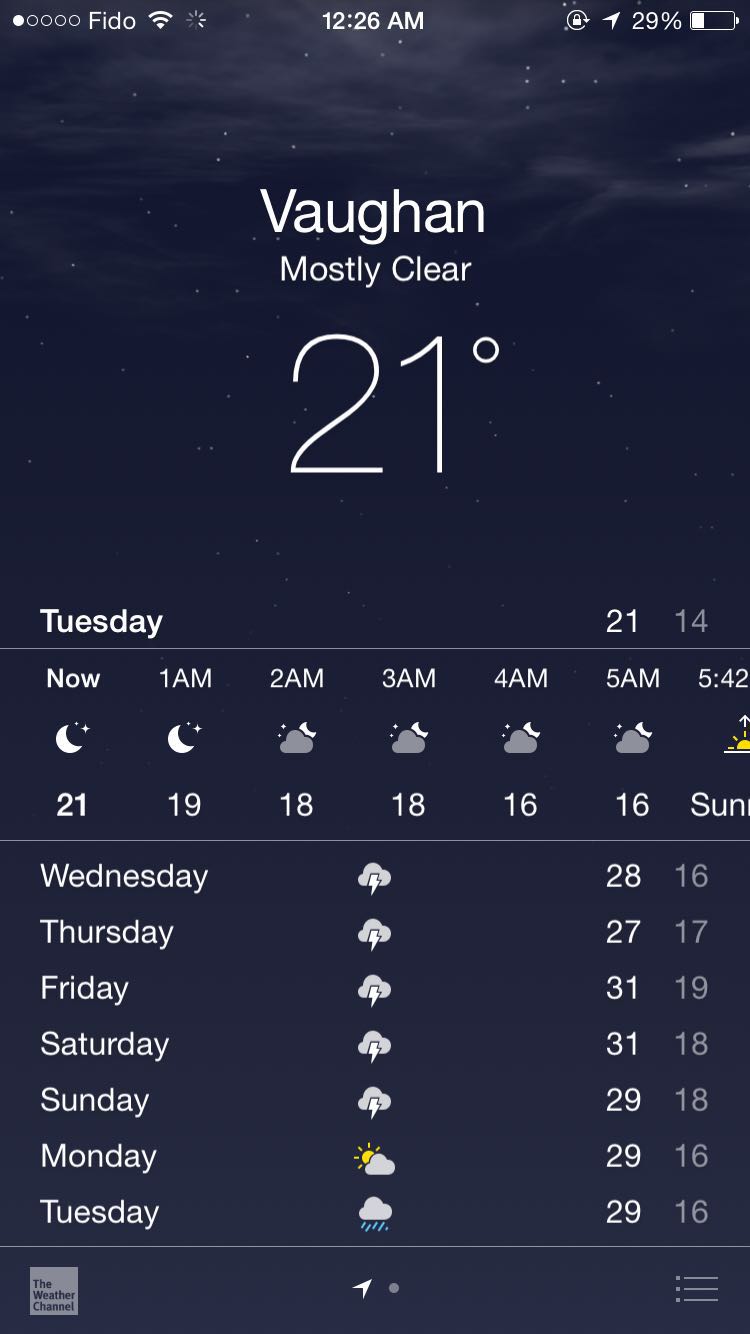 Fido 12:26 AM 29%
Vaughan
Mostly Clear
21°
Tuesday 21 14
Now 1AM 2AM 3AM 4AM 5AM 5:42
21 19 18 18 16 16 Sun
Wednesday 28 16
Thursday 27 17
Friday 31 19
Saturday 31 18
Sunday 29 18
Monday 29 16
Tuesday 29 16
The
Weather
Channel